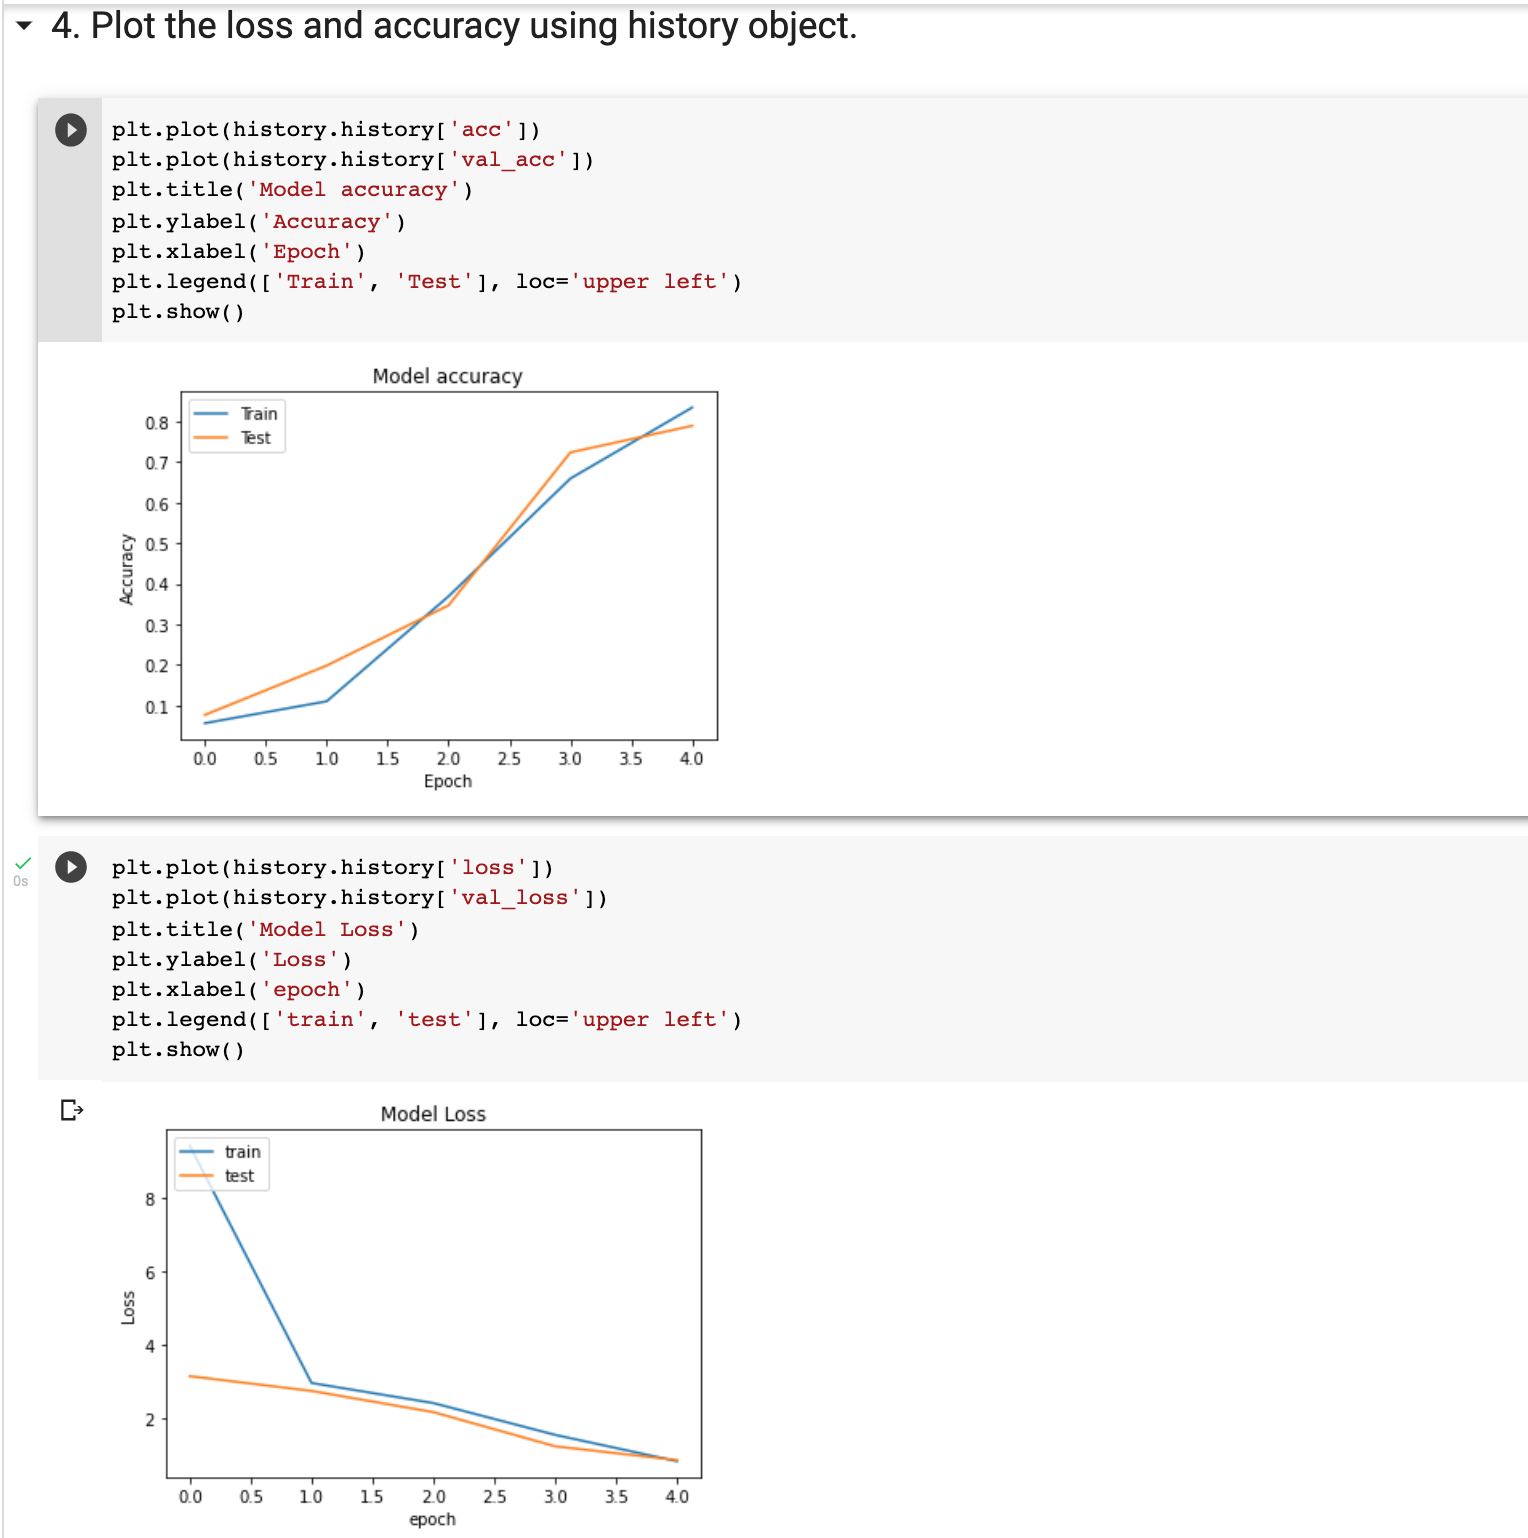 4. Plot the loss and accuracy using history object.
plt.plot(history.history['acc'])
plt.plot(history.history['val_acc'])
plt.title('Model accuracy')
plt.ylabel('Accuracy')
plt.xlabel('Epoch')
plt.legend(['Train', 'Test'], loc='upper left')
plt.show()
Model accuracy
Train
Test
0.8
0.7
0.6
0.5
0.4
0.3
0.2
0.1
Accuracy
0.0 0.5 1.0 1.5 2.0 2.5 3.0 3.5 4.0
Epoch
0s
plt.plot(history.history['loss'])
plt.plot(history.history['val_loss'])
plt.title('Model Loss')
plt.ylabel('Loss')
plt.xlabel('epoch')
plt.legend(['train', 'test'], loc='upper left')
plt.show()
Model Loss
train
test
8
6
4
2
Loss
0.0 0.5 1.0 1.5 2.0 2.5 3.0 3.5 4.0
epoch